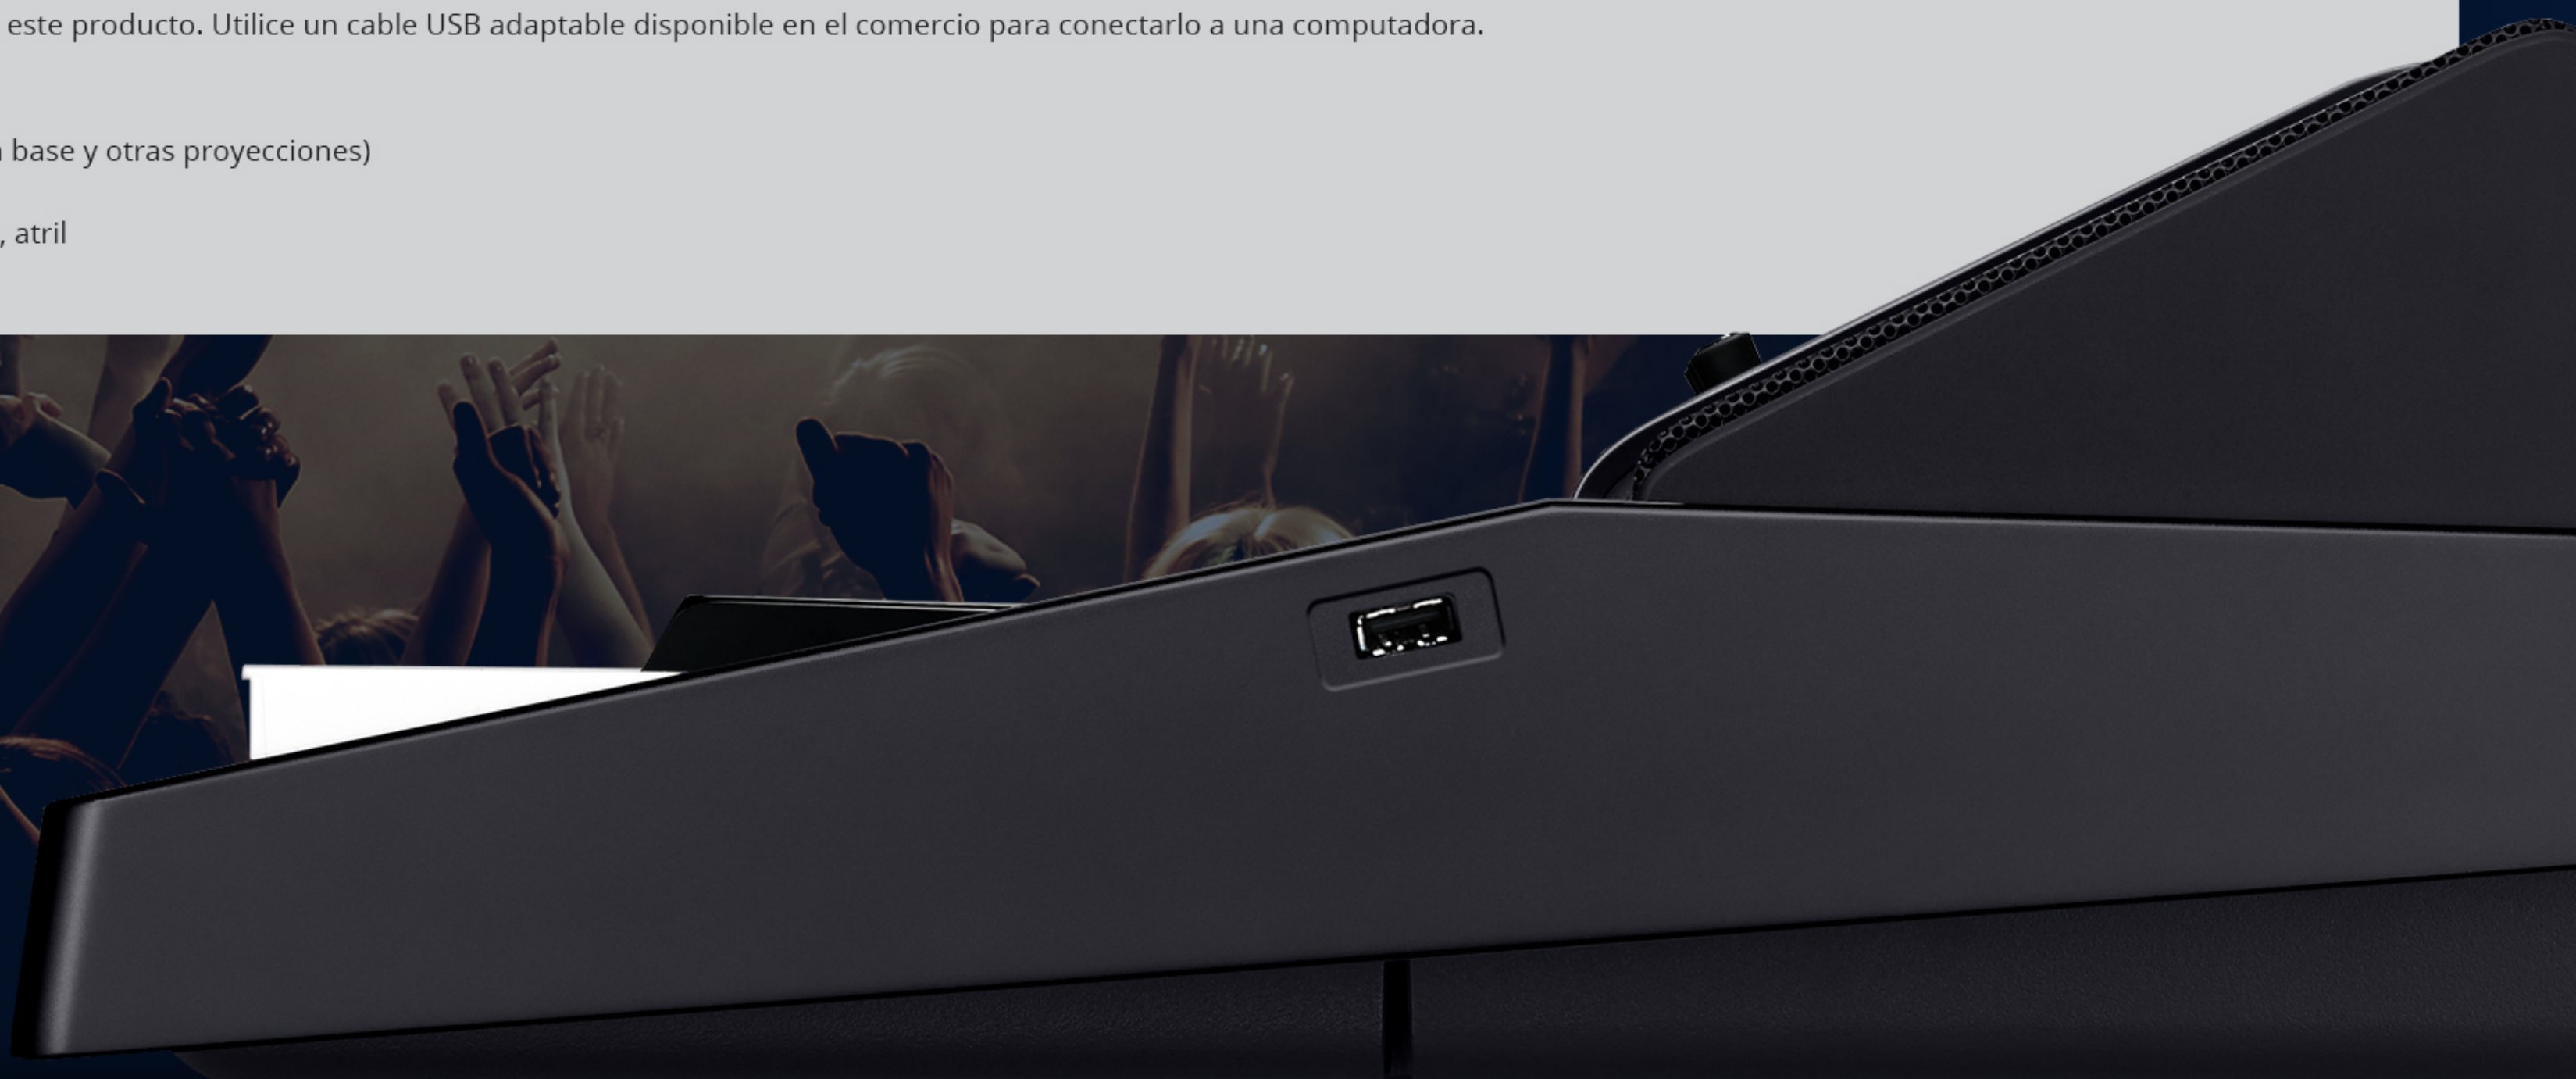 este producto. Utilice un cable USB adaptable disponible en el comercio para conectarlo a una computadora.
base y otras proyecciones)
, atril